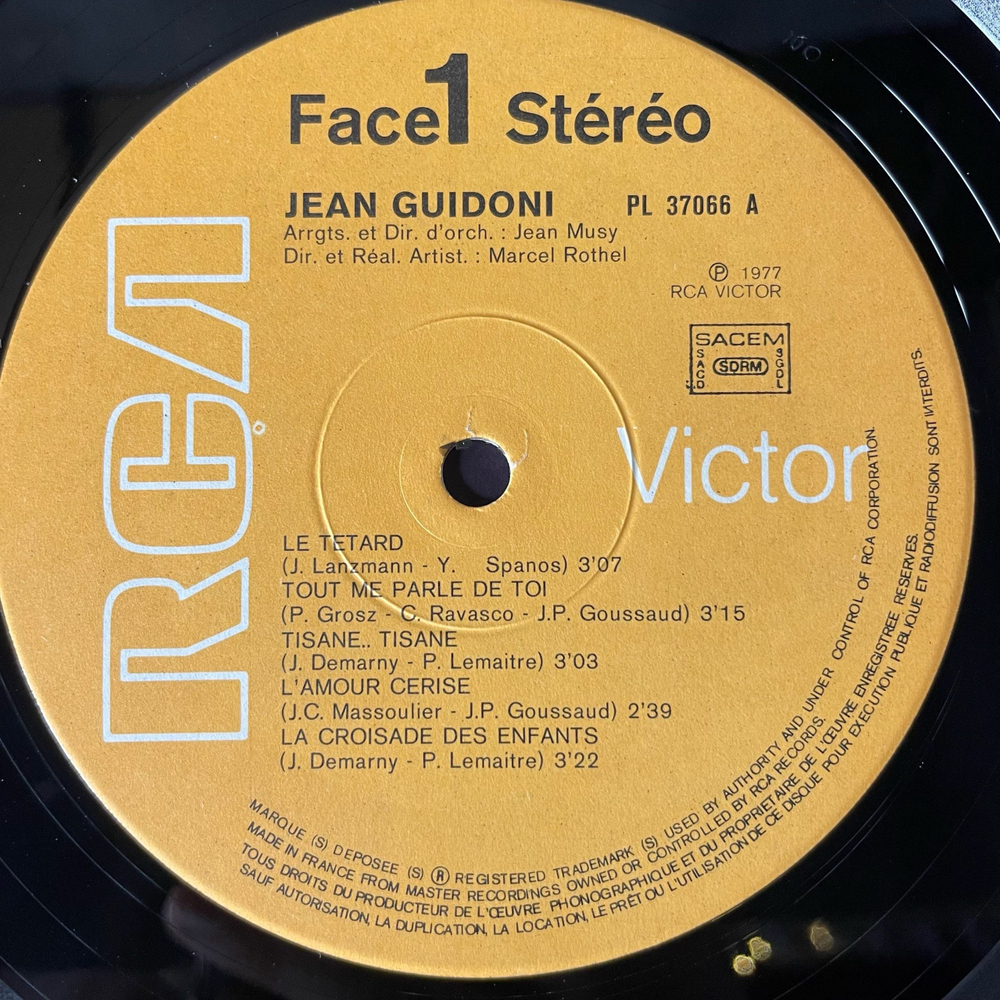 Face 1 Stéréo
JEAN GUIDONI PL 37066 A
Arrgts. et Dir. d'orch. : Jean Musy
Dir. et Réal. Artist. : Marcel Rothel
℗ 1977
RCA VICTOR
SACEM
SACD SDRM SGDL
RCA
Victor
LE TETARD
(J. Lanzmann - Y. Spanos) 3'07
TOUT ME PARLE DE TOI
(P. Grosz - C. Ravasco - J.P. Goussaud) 3'15
TISANE.. TISANE
(J. Demarny - P. Lemaitre) 3'03
L'AMOUR CERISE
(J.C. Massoulier - J.P. Goussaud) 2'39
LA CROISADE DES ENFANTS
(J. Demarny - P. Lemaitre) 3'22
MARQUE (S) DEPOSEE (S) ® REGISTERED TRADEMARK (S) USED BY AUTHORITY AND UNDER CONTROL OF RCA CORPORATION.
MADE IN FRANCE FROM MASTER RECORDINGS OWNED OR CONTROLLED BY RCA RECORDS.
TOUS DROITS DU PRODUCTEUR DE L'ŒUVRE PHONOGRAPHIQUE ET DU PROPRIETAIRE DE L'ŒUVRE ENREGISTREE RESERVES.
SAUF AUTORISATION, LA DUPLICATION, LA LOCATION, LE PRÊT OU L'UTILISATION DE CE DISQUE POUR EXECUTION PUBLIQUE ET RADIODIFFUSION SONT INTERDITS.